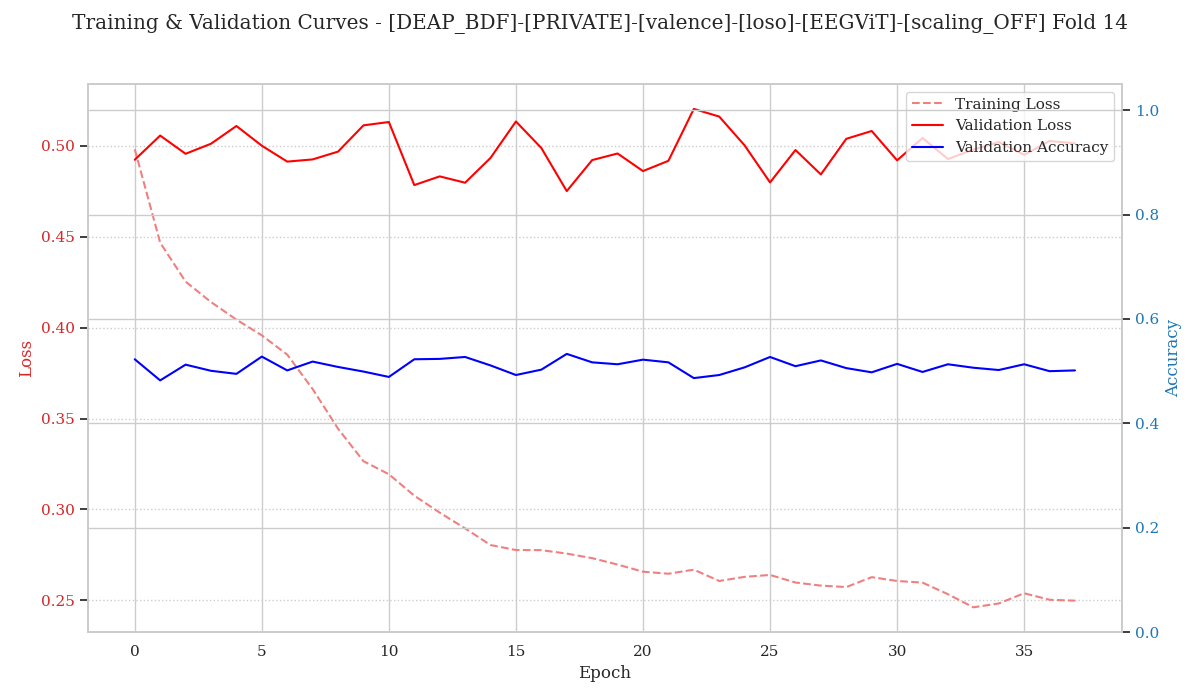 Training & Validation Curves - [DEAP_BDF]-[PRIVATE]-[valence]-[loso]-[EEGViT]-[scaling_OFF] Fold 14
Training Loss
Validation Loss
Validation Accuracy
0.50
0.45
0.40
0.35
0.30
0.25
Loss
1.0
0.8
0.6
0.4
0.2
0.0
Accuracy
0 5 10 15 20 25 30 35
Epoch